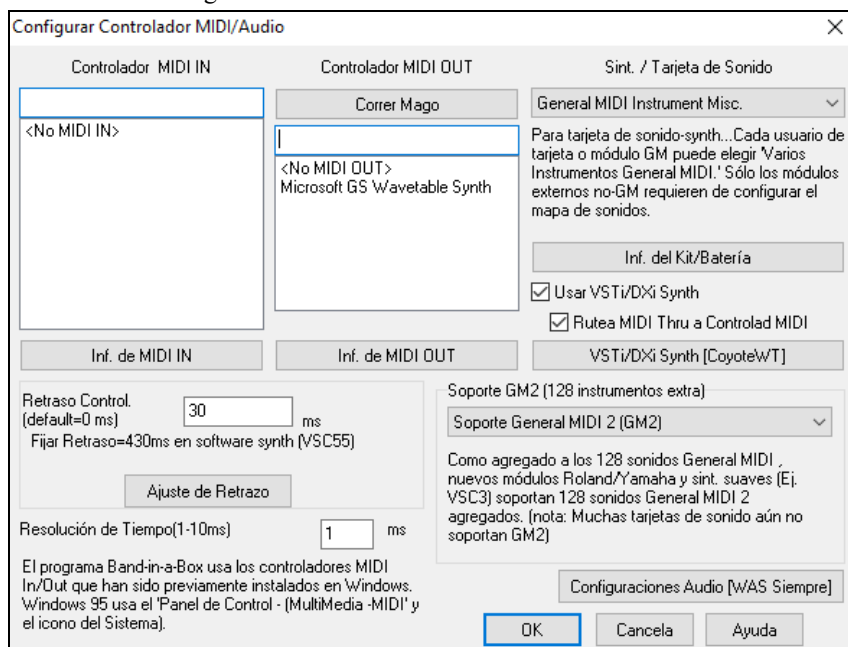 Configurar Controlador MIDI/Audio
Controlador MIDI IN
<No MIDI IN>
Inf. de MIDI IN
Controlador MIDI OUT
Correr Mago
<No MIDI OUT>
Microsoft GS Wavetable Synth
Inf. de MIDI OUT
Sint. / Tarjeta de Sonido
General MIDI Instrument Misc.
Para tarjeta de sonido-synth...Cada usuario de
tarjeta o módulo GM puede elegir 'Varios
Instrumentos General MIDI.' Sólo los módulos
externos no-GM requieren de configurar el
mapa de sonidos.
Inf. del Kit/Batería
Usar VSTi/DXi Synth
Rutea MIDI Thru a Controlad MIDI
VSTi/DXi Synth [CoyoteWT]
Retraso Control.
(default=0 ms)
30
ms
Fijar Retraso=430ms en software synth (VSC55)
Ajuste de Retrazo
Resolución de Tiempo(1-10ms)
1
ms
El programa Band-in-a-Box usa los controladores MIDI
In/Out que han sido previamente instalados en Windows.
Windows 95 usa el 'Panel de Control - (MultiMedia -MIDI' y
el icono del Sistema).
Soporte GM2 (128 instrumentos extra)
Soporte General MIDI 2 (GM2)
Como agregado a los 128 sonidos General MIDI ,
nuevos módulos Roland/Yamaha y sint. suaves (Ej.
VSC3) soportan 128 sonidos General MIDI 2
agregados. (nota: Muchas tarjetas de sonido aún no
soportan GM2)
Configuraciones Audio [WAS Siempre]
OK
Cancela
Ayuda